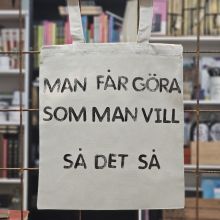 MAN FÅR GÖRA
SOM MAN VILL
SÅ DET SÅ